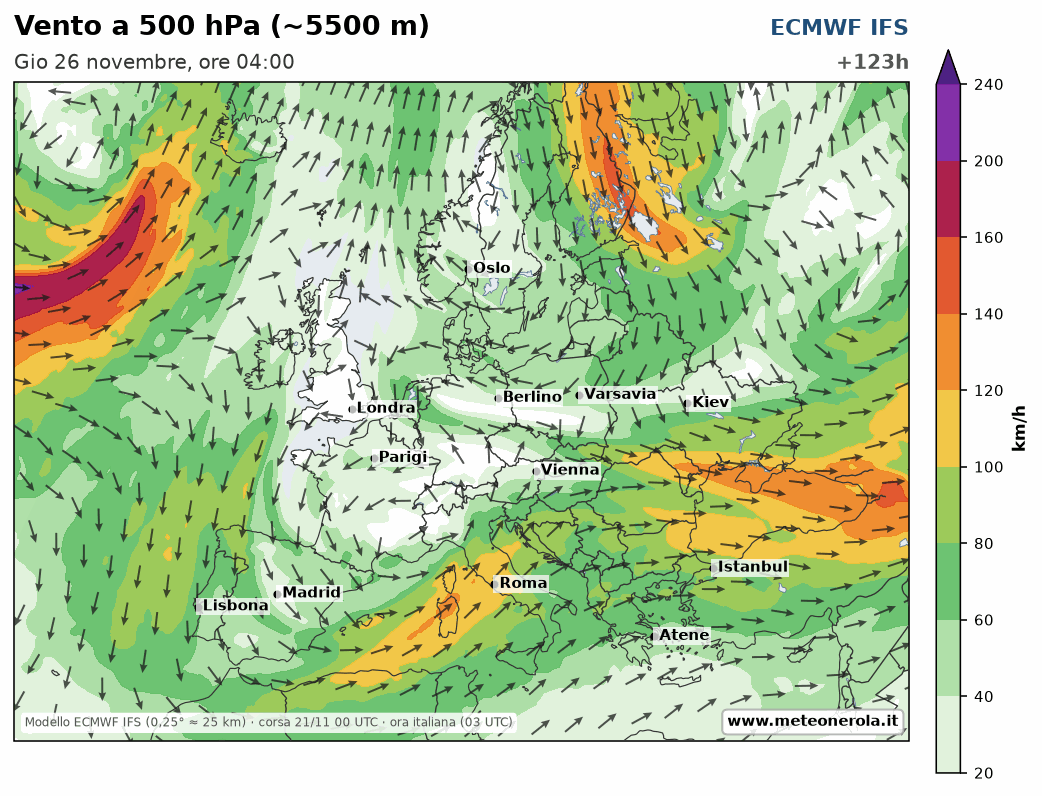 Vento a 500 hPa (~5500 m)
ECMWF IFS
Gio 26 novembre, ore 04:00
+123h
240
200
160
140
120
100
80
60
40
20
km/h
Oslo
Berlino
Varsavia
Kiev
Londra
Parigi
Vienna
Istanbul
Roma
Madrid
Lisbona
Atene
Modello ECMWF IFS (0,25° ≈ 25 km) · corsa 21/11 00 UTC · ora italiana (03 UTC)
www.meteonerola.it